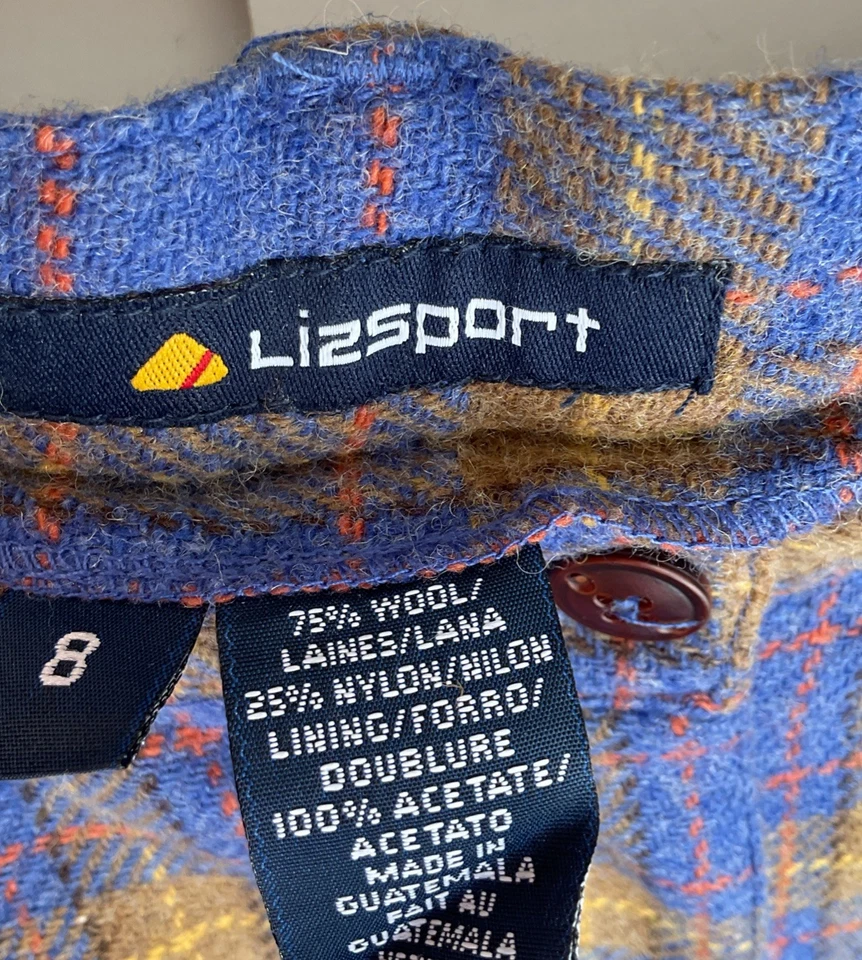 Lizsport
8
75% WOOL/
LAINES/LANA
25% NYLON/NILON
LINING/FORRO/
DOUBLURE
100% ACETATE/
ACETATO
MADE IN
GUATEMALA
FAIT AU
GUATEMALA